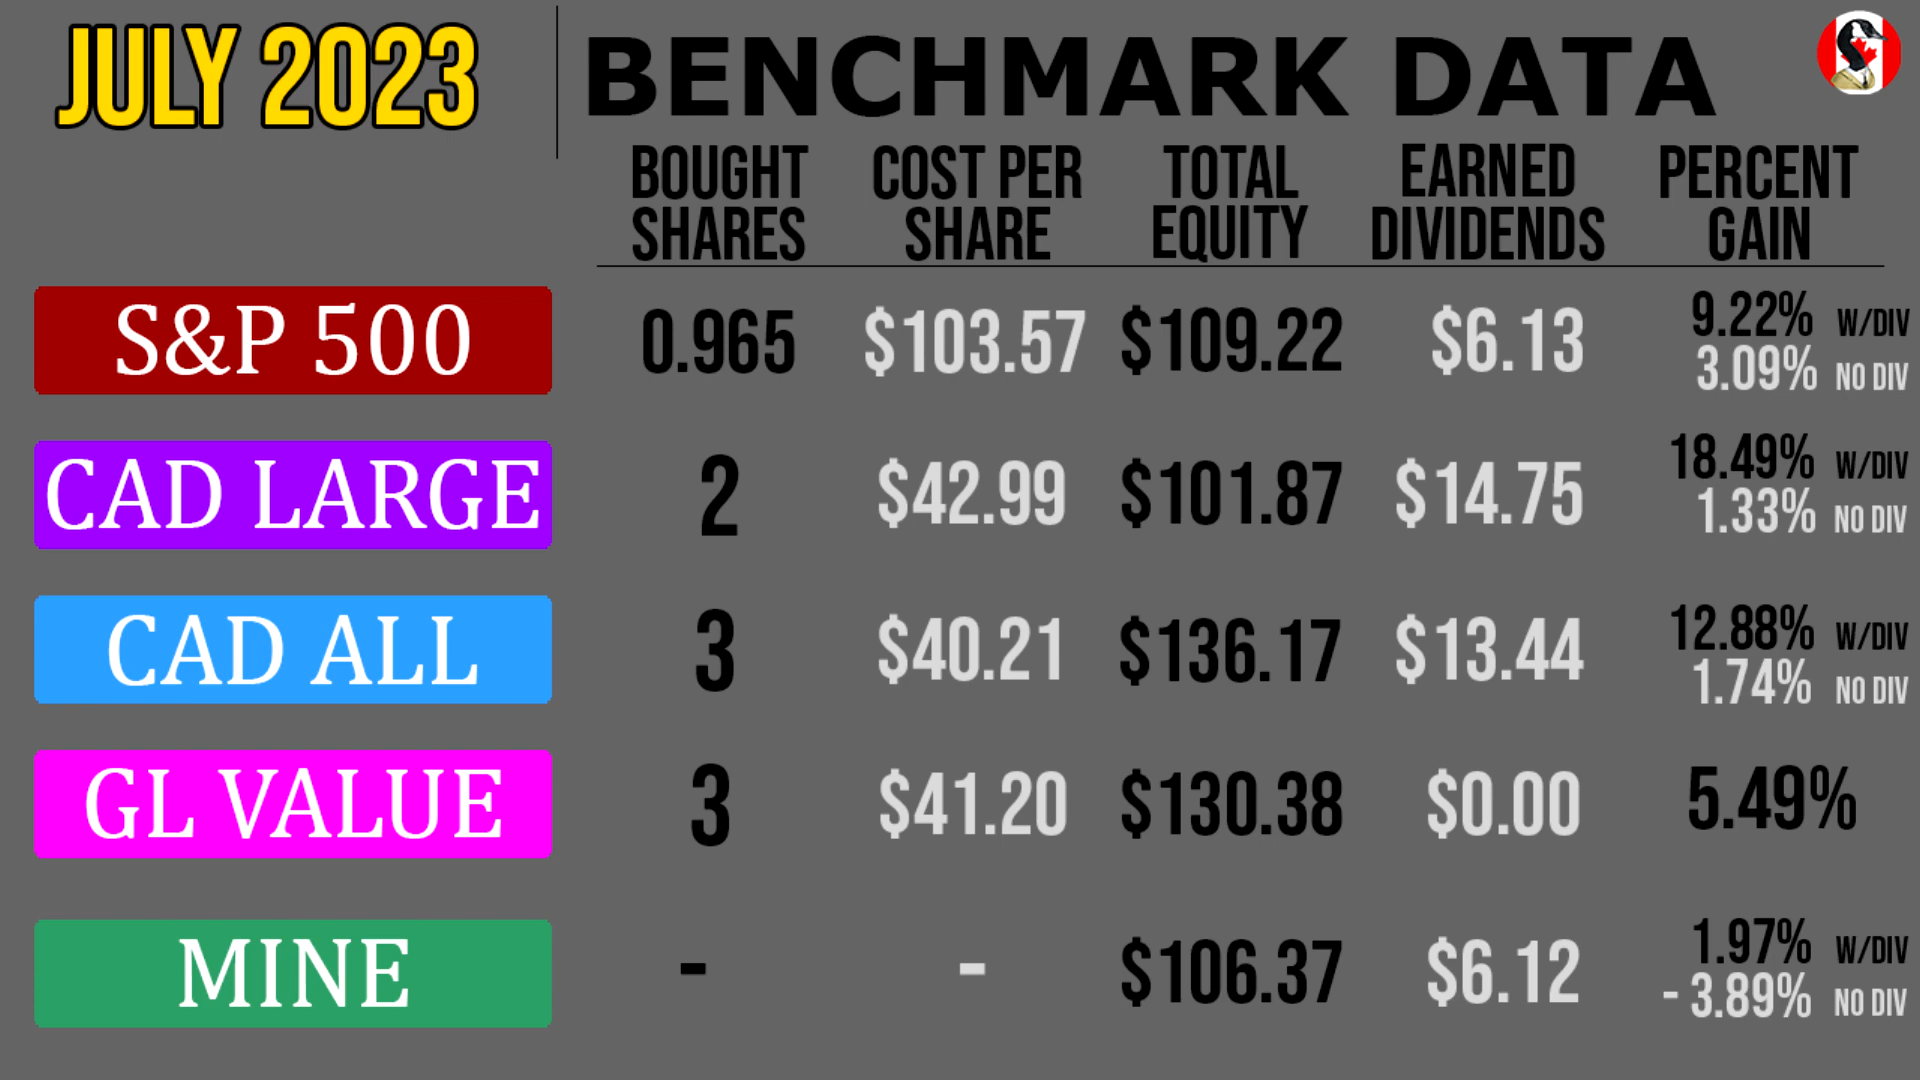 JULY 2023
BENCHMARK DATA
BOUGHT SHARES COST PER SHARE TOTAL EQUITY EARNED DIVIDENDS PERCENT GAIN
S&P 500 0.965 $103.57 $109.22 $6.13 9.22% W/DIV
3.09% NO DIV
CAD LARGE 2 $42.99 $101.87 $14.75 18.49% W/DIV
1.33% NO DIV
CAD ALL 3 $40.21 $136.17 $13.44 12.88% W/DIV
1.74% NO DIV
GL VALUE 3 $41.20 $130.38 $0.00 5.49%
MINE - - $106.37 $6.12 1.97% W/DIV
- 3.89% NO DIV